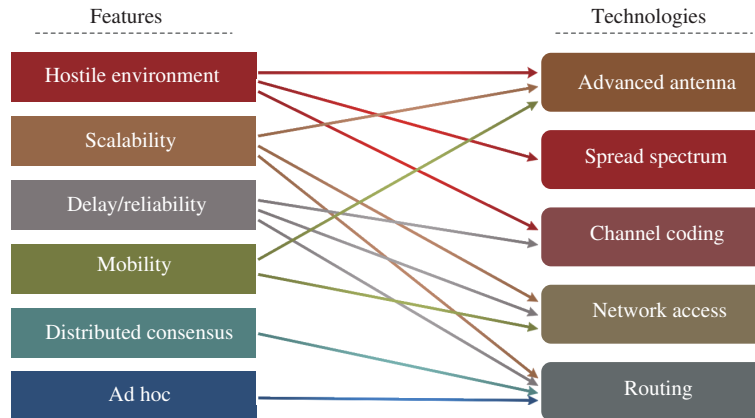 Features
Technologies
Hostile environment
Advanced antenna
Scalability
Spread spectrum
Delay/reliability
Channel coding
Mobility
Network access
Distributed consensus
Routing
Ad hoc